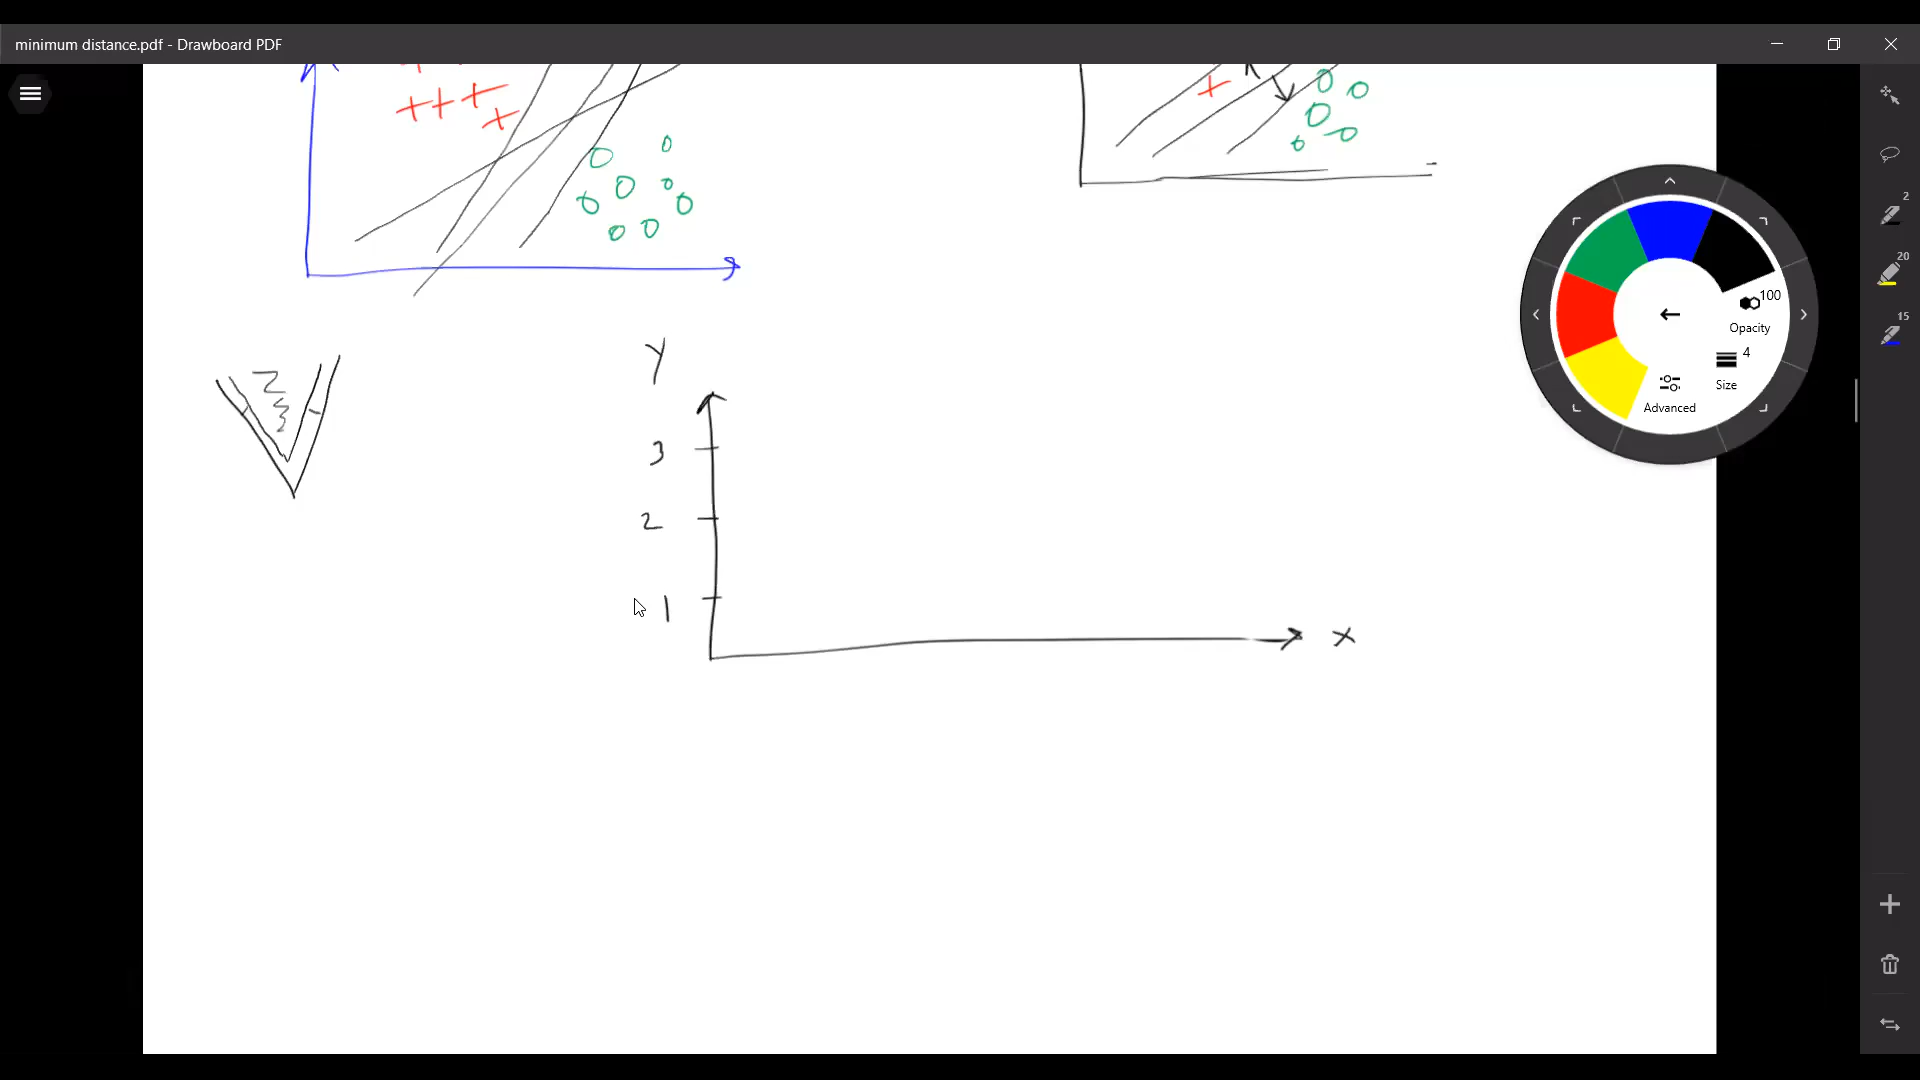 minimum distance.pdf - Drawboard PDF
2
20
15
100
Opacity
4
Size
Advanced
y
3
2
1
x